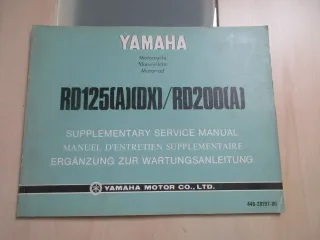 YAMAHA
Motorcycle
Motocyclette
Motorrad
RD125(A)(DX)/RD200(A)
SUPPLEMENTARY SERVICE MANUAL
MANUEL D'ENTRETIEN SUPPLEMENTAIRE
ERGÄNZUNG ZUR WARTUNGSANLEITUNG
YAMAHA MOTOR CO., LTD.